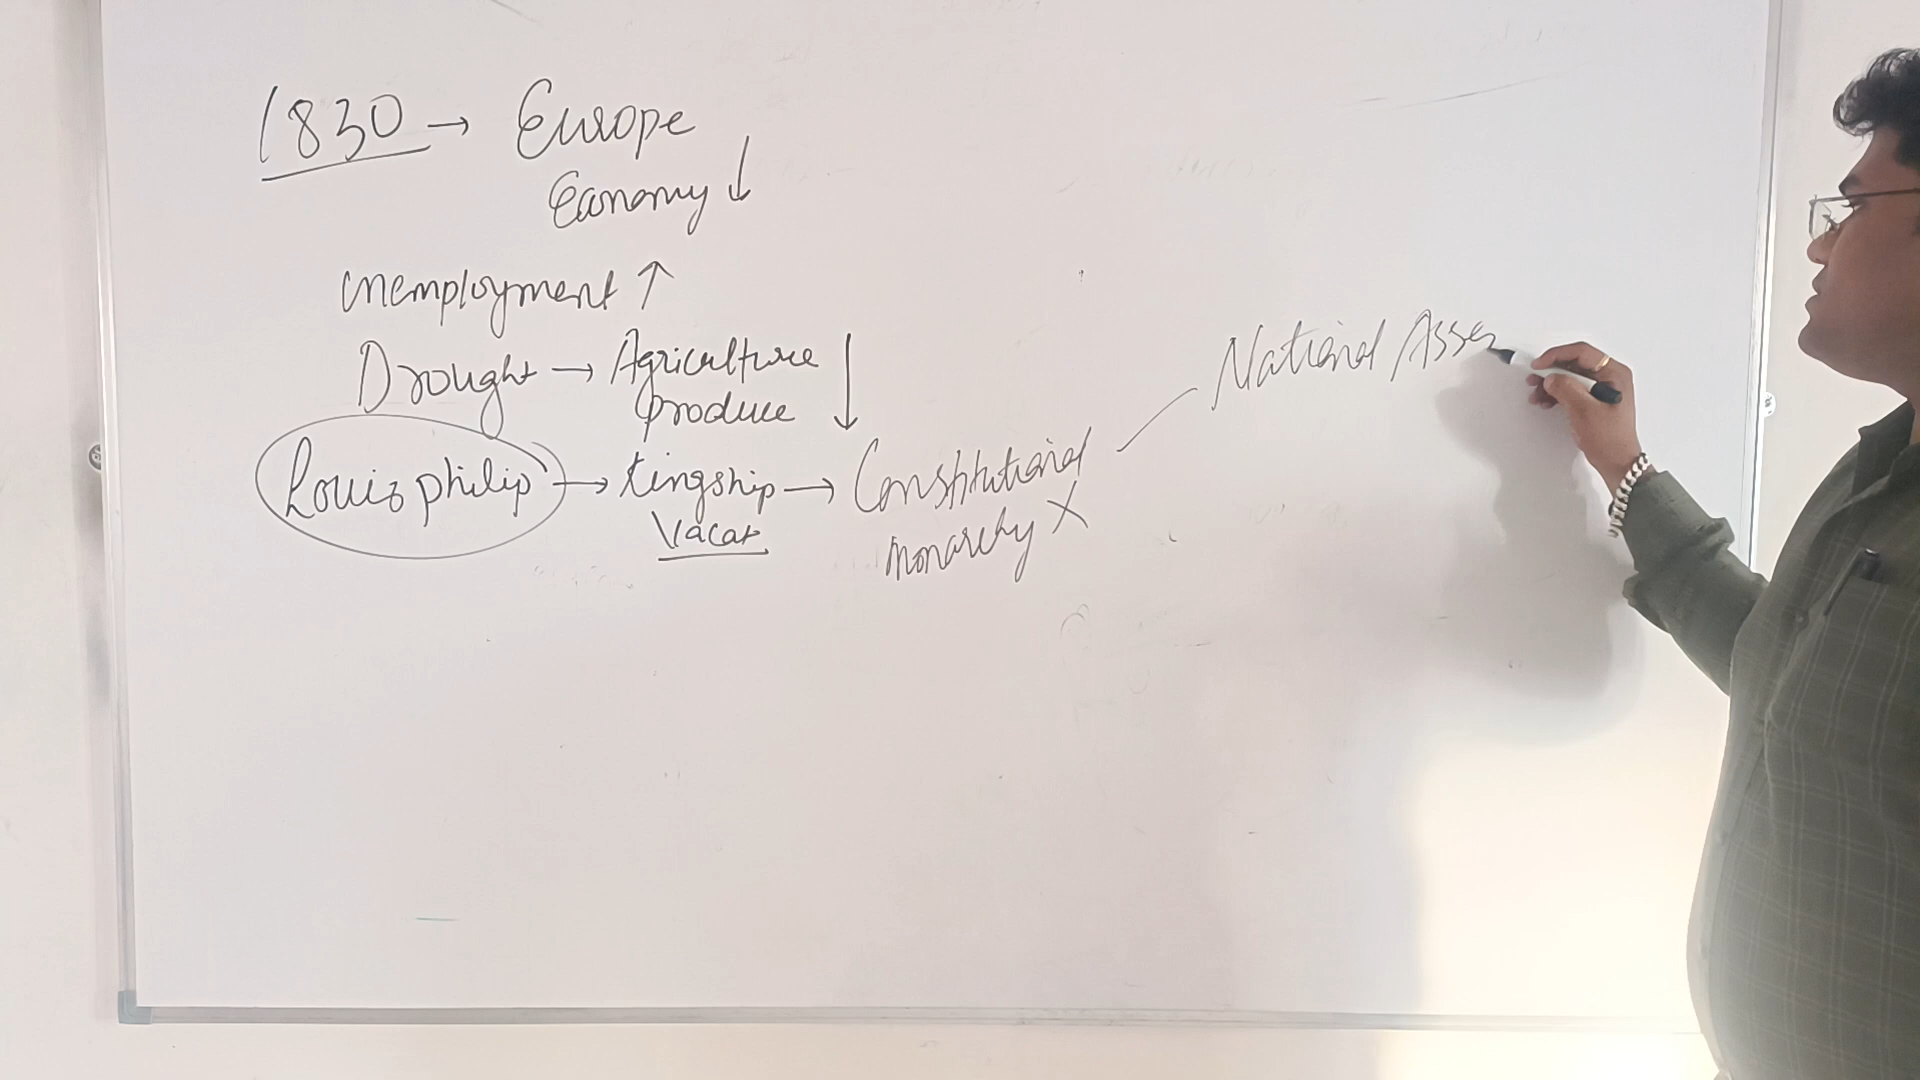 1830 → Europe
Economy ↓
unemployment ↑
Drought → Agriculture ↓
produce
Louis philip → Kingship → Constitutional
Vacat
monarchy X
National Asse